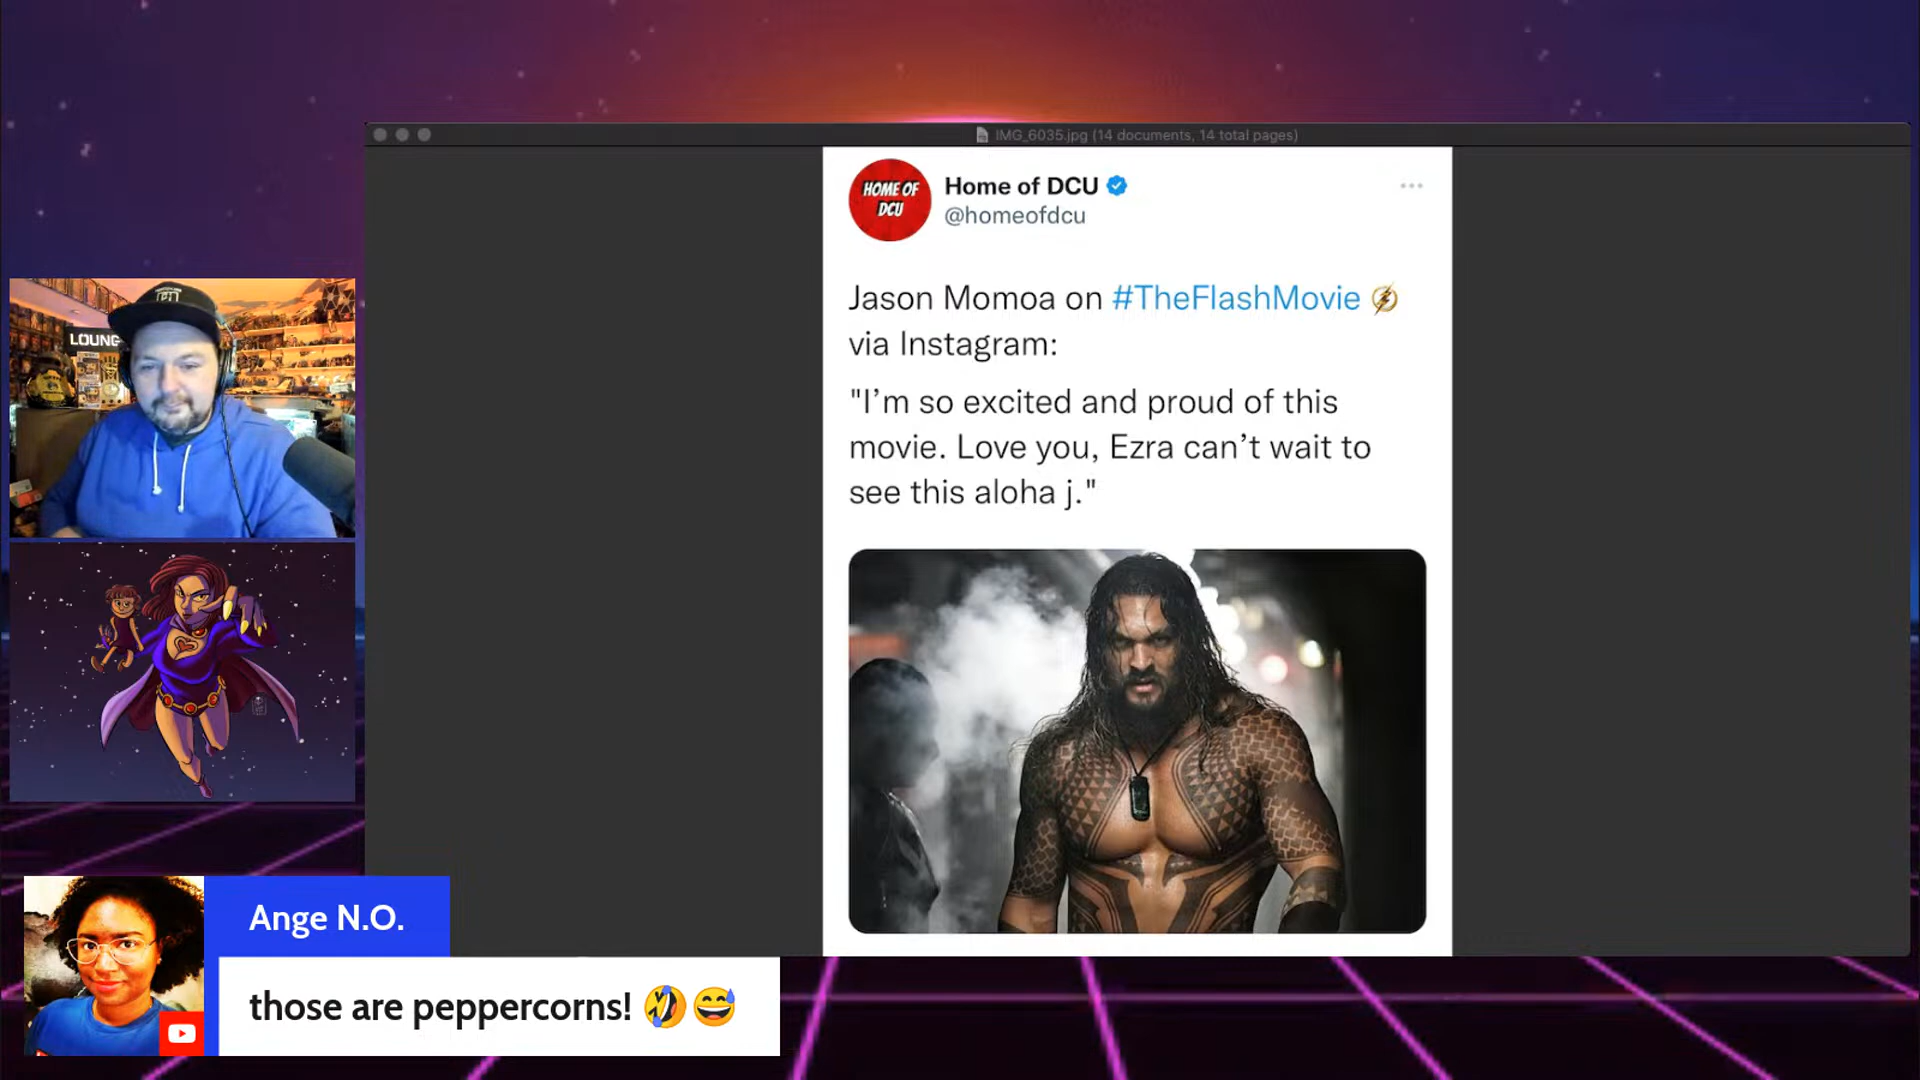 IMG_6035.jpg (14 documents, 14 total pages)
HOME OF
DCU
Home of DCU
@homeofdcu
Jason Momoa on #TheFlashMovie
via Instagram:
"I'm so excited and proud of this
movie. Love you, Ezra can't wait to
see this aloha j."
LOUNG
Ange N.O.
those are peppercorns! 🤣😅